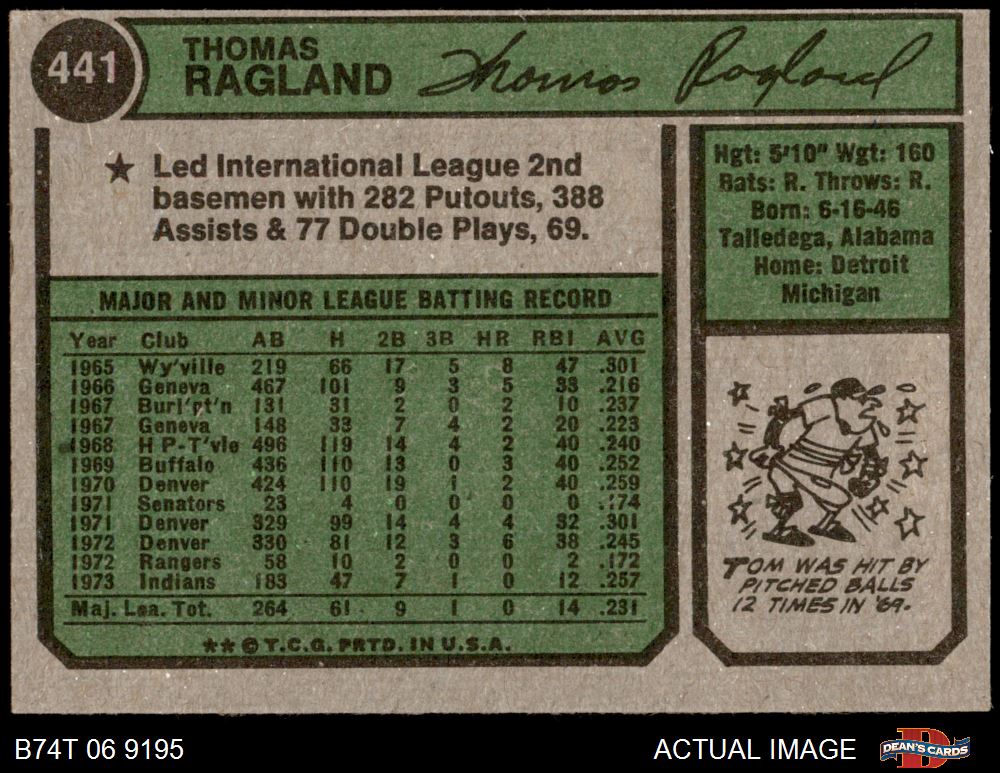 441
THOMAS
RAGLAND
Thomas Ragland
★ Led International League 2nd
basemen with 282 Putouts, 388
Assists & 77 Double Plays, 69.
Hgt: 5'10" Wgt: 160
Bats: R. Throws: R.
Born: 6-16-46
Talledega, Alabama
Home: Detroit
Michigan
MAJOR AND MINOR LEAGUE BATTING RECORD
Year Club AB H 2B 3B HR RBI AVG
1965 Wy'ville 219 66 17 5 8 47 .301
1966 Geneva 467 101 9 3 5 33 .216
1967 Burl'gt'n 131 31 2 0 2 10 .237
1967 Geneva 148 33 7 4 2 20 .223
1968 H P-T'vle 496 119 14 4 2 40 .240
1969 Buffalo 436 110 13 0 3 40 .252
1970 Denver 424 110 19 1 2 40 .259
1971 Senators 23 4 0 0 0 0 .174
1971 Denver 329 99 14 4 4 32 .301
1972 Denver 330 81 12 3 6 38 .245
1972 Rangers 58 10 2 0 0 2 .172
1973 Indians 183 47 7 1 0 12 .257
Maj. Lea. Tot. 264 61 9 1 0 14 .231
** © T.C.G. PRTD. IN U.S.A.
TOM WAS HIT BY
PITCHED BALLS
12 TIMES IN '69.
B74T 06 9195
ACTUAL IMAGE
DEAN'S CARDS